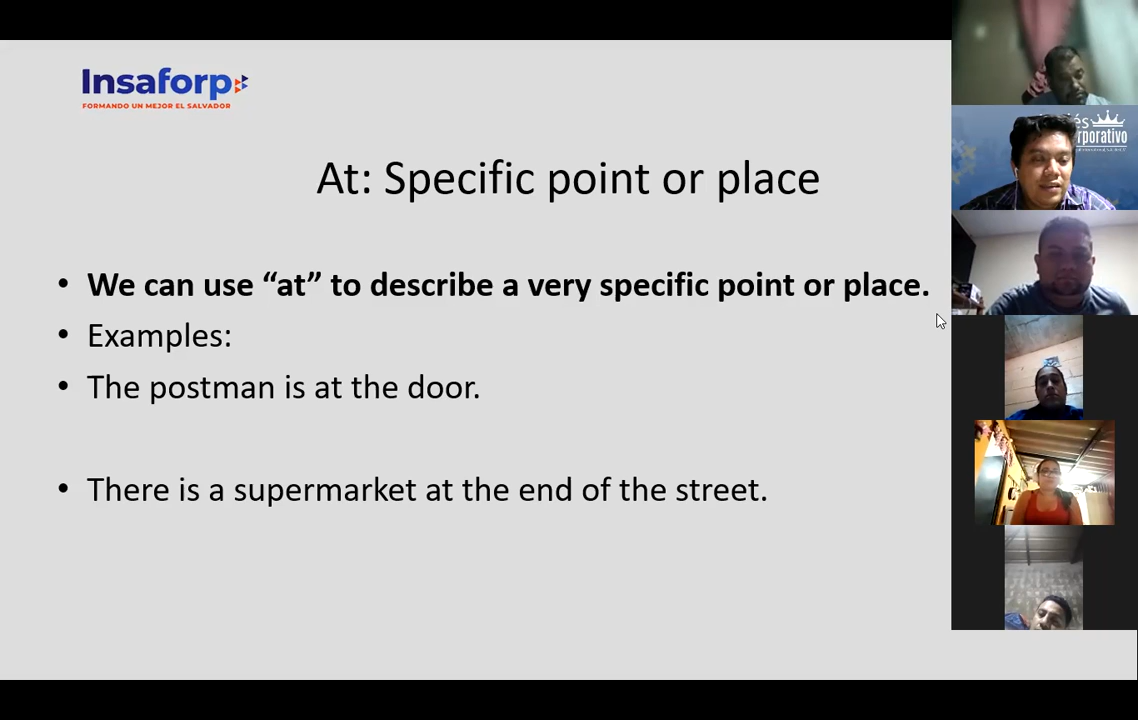 Insaforp
FORMANDO UN MEJOR EL SALVADOR
At: Specific point or place
• We can use “at” to describe a very specific point or place.
• Examples:
• The postman is at the door.
• There is a supermarket at the end of the street.